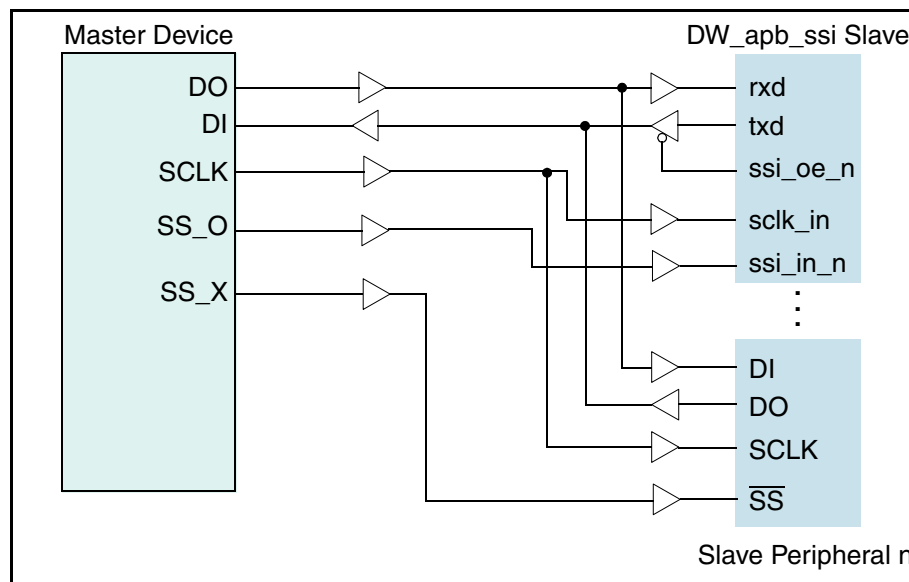 Master Device
DO
DI
SCLK
SS_O
SS_X
DW_apb_ssi Slave
rxd
txd
ssi_oe_n
sclk_in
ssi_in_n
DI
DO
SCLK
SS
Slave Peripheral n